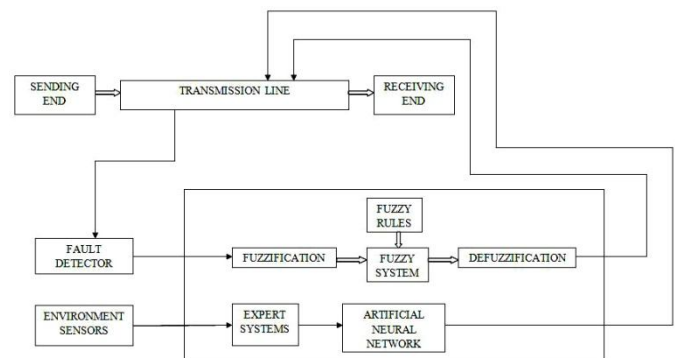 SENDING
END
TRANSMISSION LINE
RECEIVING
END
FUZZY
RULES
FAULT
DETECTOR
FUZZIFICATION
FUZZY
SYSTEM
DEFUZZIFICATION
ENVIRONMENT
SENSORS
EXPERT
SYSTEMS
ARTIFICIAL
NEURAL
NETWORK